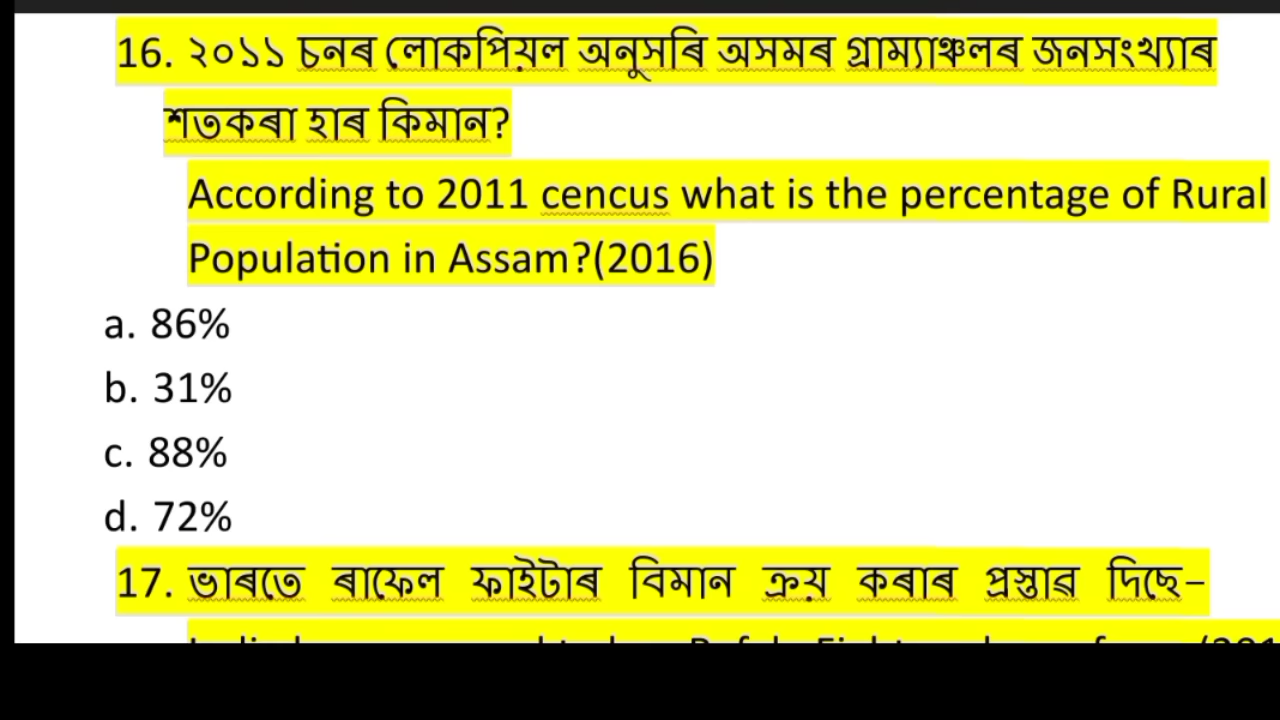 16. ২০১১ চনৰ লোকপিয়ল অনুসৰি অসমৰ গ্ৰাম্যাঞ্চলৰ জনসংখ্যাৰ
শতকৰা হাৰ কিমান?
According to 2011 cencus what is the percentage of Rural
Population in Assam?(2016)
a. 86%
b. 31%
c. 88%
d. 72%
17. ভাৰতে ৰাফেল ফাইটাৰ বিমান ক্ৰয় কৰাৰ প্ৰস্তাৱ দিছে–